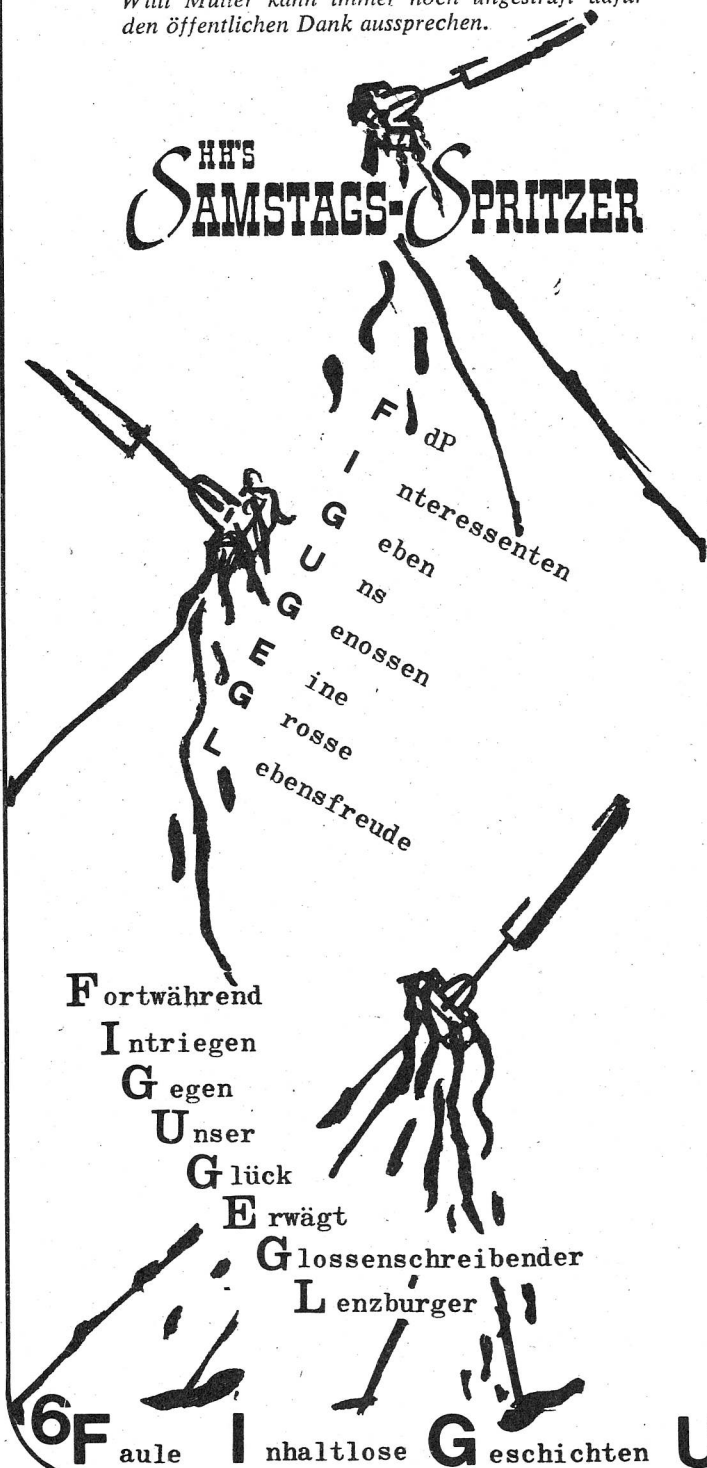 Willi Müller kann immer noch ungestraft dafür
den öffentlichen Dank aussprechen.
HH'S
SAMSTAGS-SPRITZER
F dP
I nteressenten
G eben
U ns
G enossen
E ine
G rosse
L ebensfreude
Fortwährend
Intriegen
Gegen
Unser
Glück
Erwägt
Glossenschreibender
Lenzburger
6 Faule Inhaltlose Geschichten U